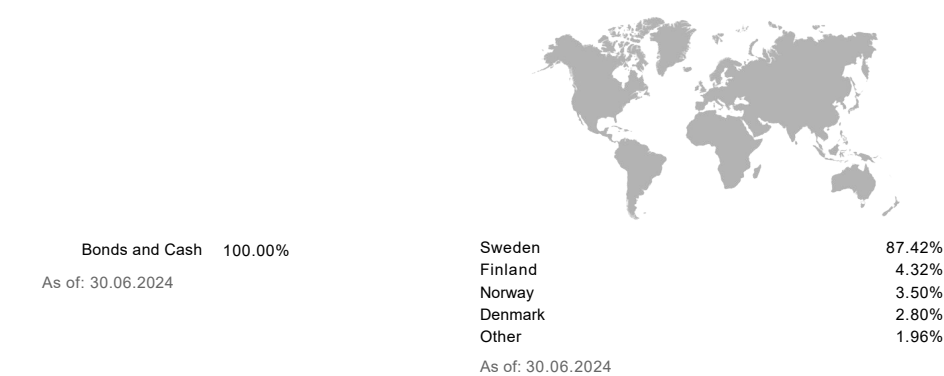 Bonds and Cash 100.00%
As of: 30.06.2024
Sweden 87.42%
Finland 4.32%
Norway 3.50%
Denmark 2.80%
Other 1.96%
As of: 30.06.2024